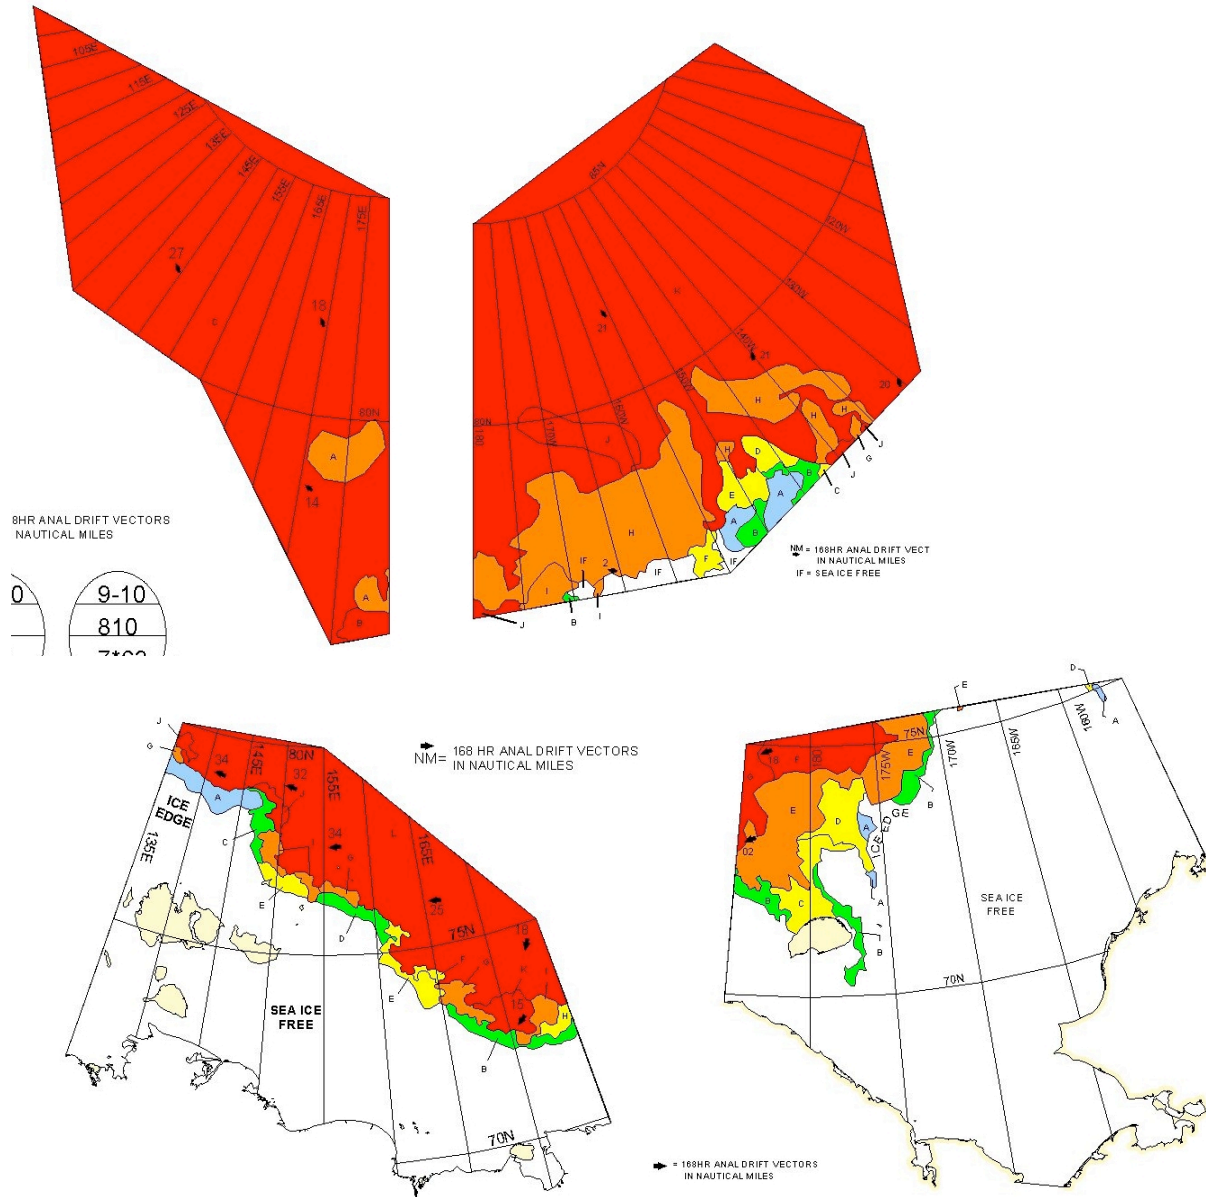 105E
115E
125E
135E
145E
155E
165E
175E
27
18
C
80N
A
14
A
B
8HR ANAL DRIFT VECTORS
NAUTICAL MILES
0
9-10
810
85N
120W
130W
140W
150W
160W
170W
180
80N
K
21
21
20
H
H
H
J
H
D
E
A
A
B
B
H
F
IF
IF
IF
2
I
J
B
I
C
J
G
J
NM = 168HR ANAL DRIFT VECT
IN NAUTICAL MILES
IF = SEA ICE FREE
J
G
34
145E
80N
32
155E
A
ICE
EDGE
135E
C
34
I
L
165E
G
E
D
25
75N
18
F
G
K
15
E
H
B
SEA ICE
FREE
70N
NM= 168 HR ANAL DRIFT VECTORS
IN NAUTICAL MILES
D
E
A
160W
165W
170W
175W
180
75N
16
F
G
E
E
B
D
A
ICE EDGE
02
B
C
A
B
SEA ICE
FREE
70N
= 168HR ANAL DRIFT VECTORS
IN NAUTICAL MILES